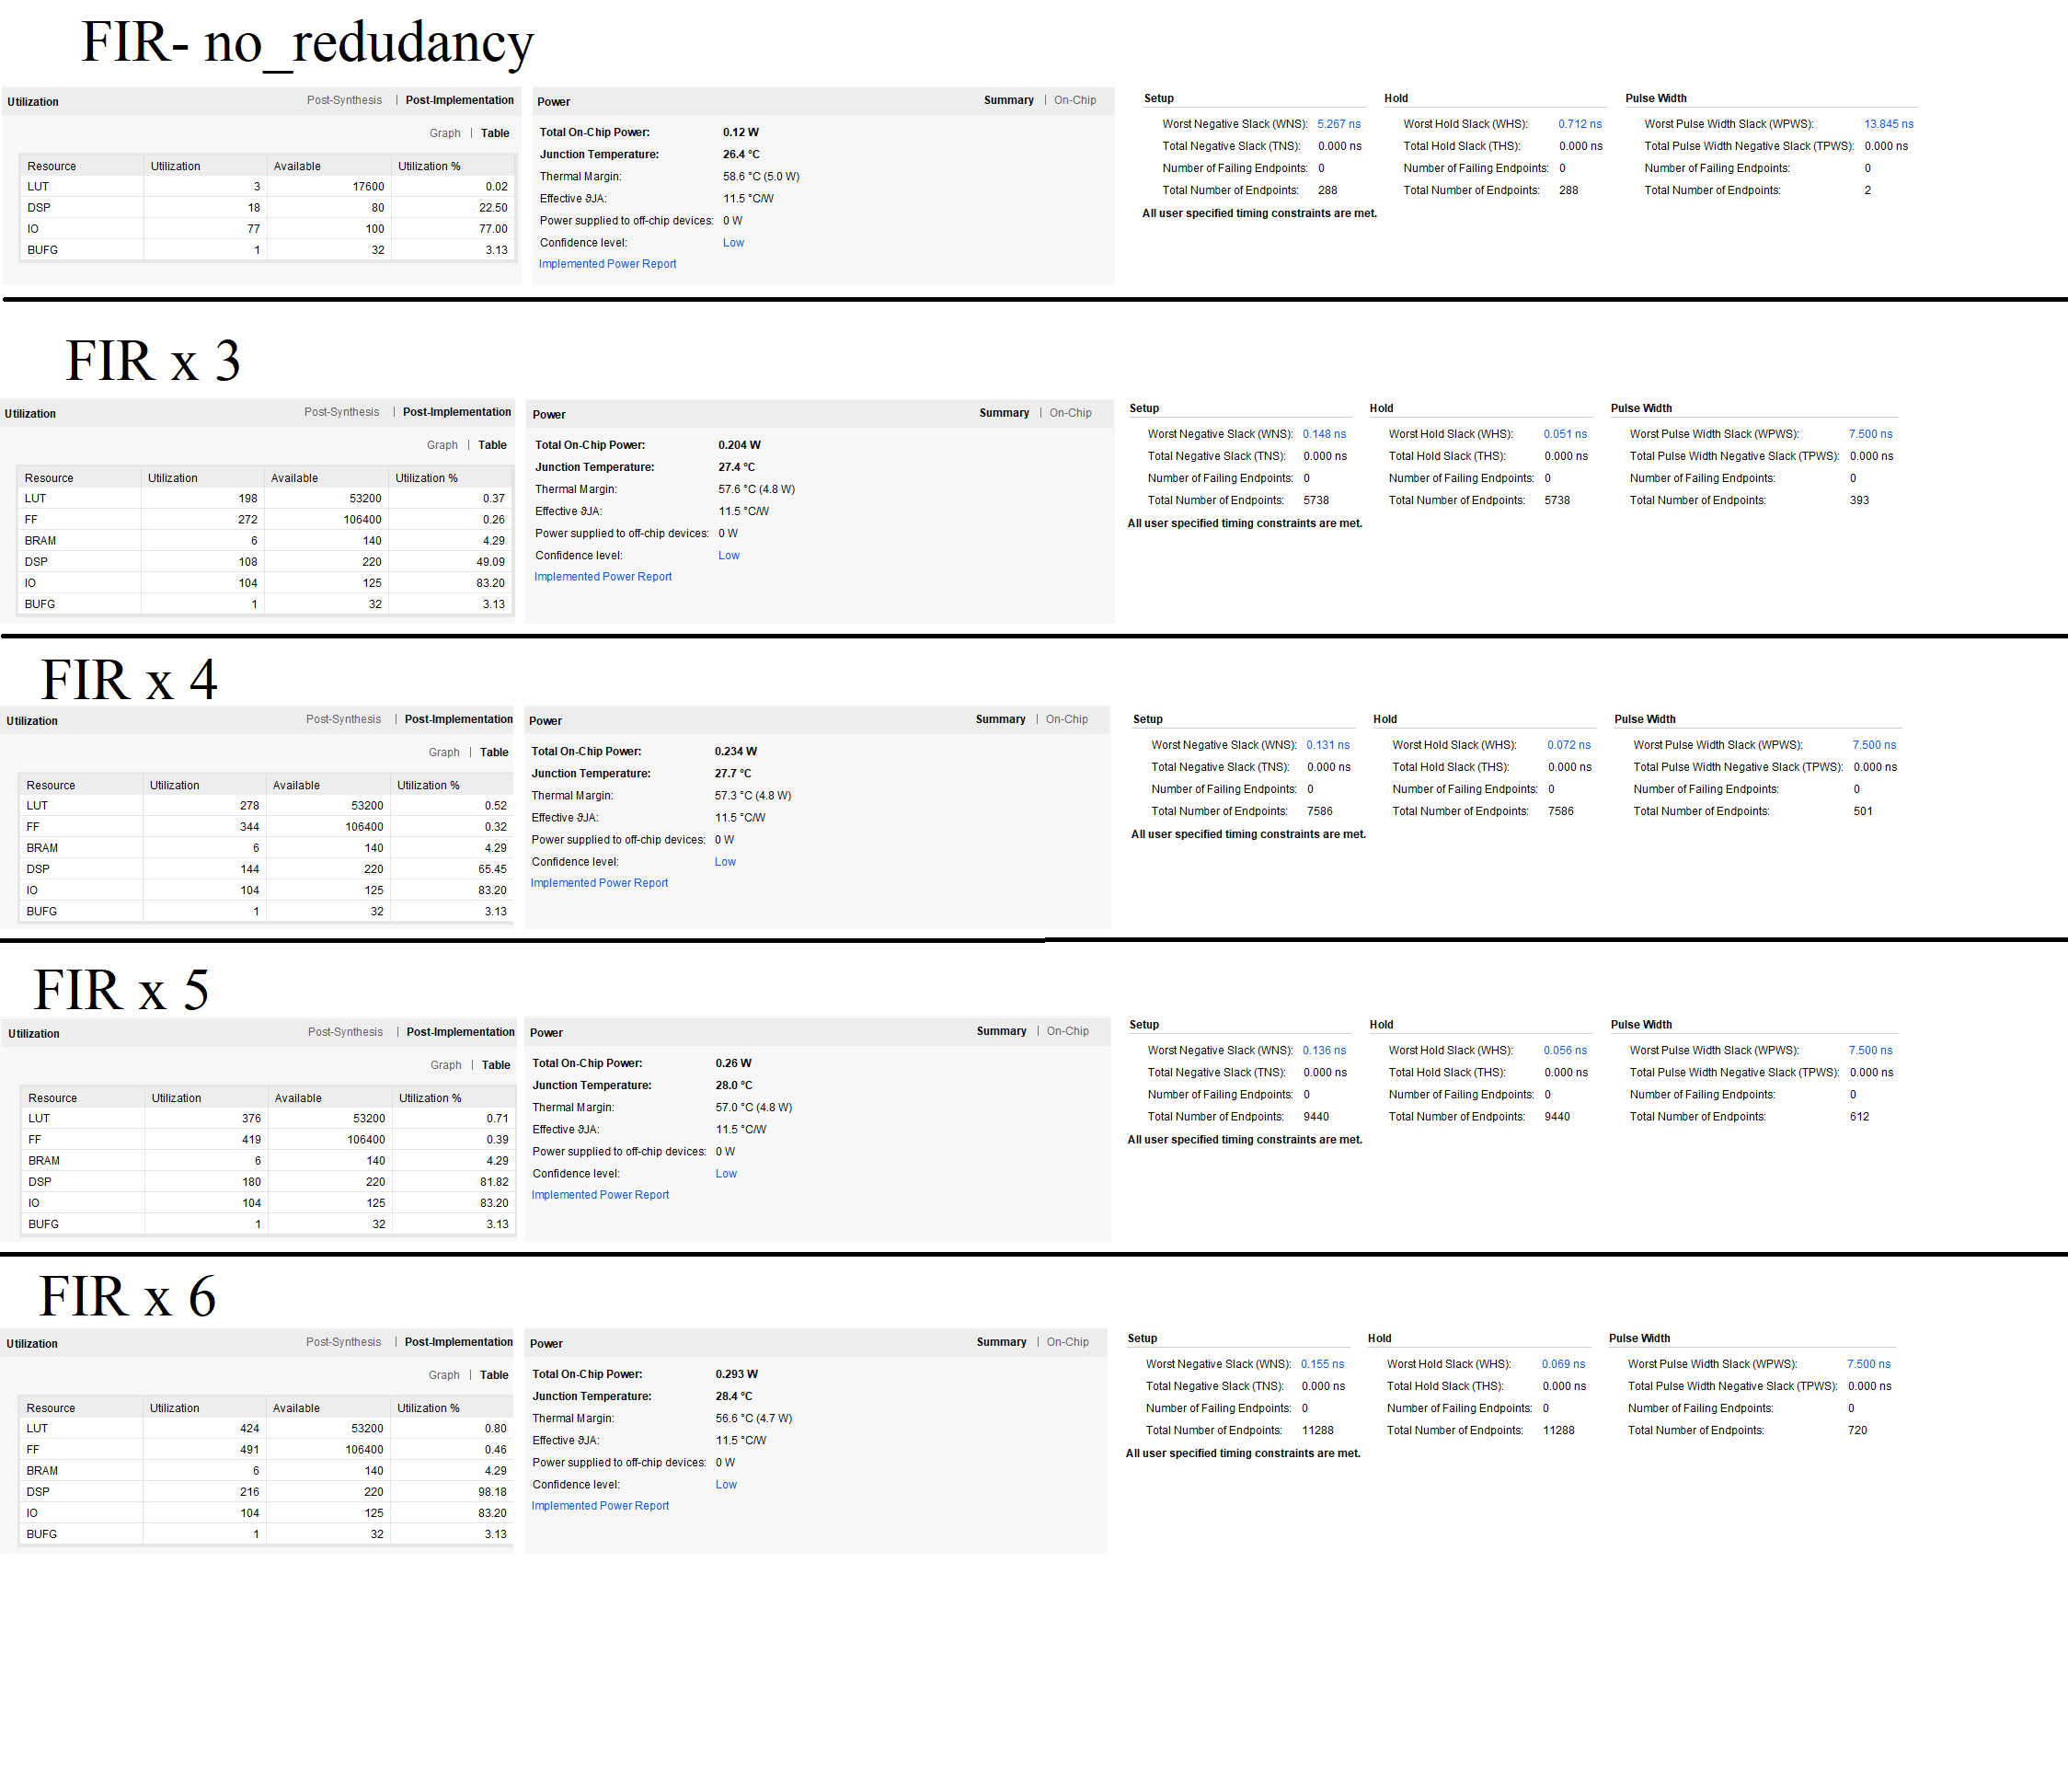 FIR- no_redudancy
Utilization Post-Synthesis | Post-Implementation
Graph | Table
Resource Utilization Available Utilization %
LUT 3 17600 0.02
DSP 18 80 22.50
IO 77 100 77.00
BUFG 1 32 3.13
Power Summary | On-Chip
Total On-Chip Power: 0.12 W
Junction Temperature: 26.4 °C
Thermal Margin: 58.6 °C (5.0 W)
Effective ϑJA: 11.5 °C/W
Power supplied to off-chip devices: 0 W
Confidence level: Low
Implemented Power Report
Setup Hold Pulse Width
Worst Negative Slack (WNS): 5.267 ns Worst Hold Slack (WHS): 0.712 ns Worst Pulse Width Slack (WPWS): 13.845 ns
Total Negative Slack (TNS): 0.000 ns Total Hold Slack (THS): 0.000 ns Total Pulse Width Negative Slack (TPWS): 0.000 ns
Number of Failing Endpoints: 0 Number of Failing Endpoints: 0 Number of Failing Endpoints: 0
Total Number of Endpoints: 288 Total Number of Endpoints: 288 Total Number of Endpoints: 2
All user specified timing constraints are met.
FIR x 3
Utilization Post-Synthesis | Post-Implementation
Graph | Table
Resource Utilization Available Utilization %
LUT 198 53200 0.37
FF 272 106400 0.26
BRAM 6 140 4.29
DSP 108 220 49.09
IO 104 125 83.20
BUFG 1 32 3.13
Power Summary | On-Chip
Total On-Chip Power: 0.204 W
Junction Temperature: 27.4 °C
Thermal Margin: 57.6 °C (4.8 W)
Effective ϑJA: 11.5 °C/W
Power supplied to off-chip devices: 0 W
Confidence level: Low
Implemented Power Report
Setup Hold Pulse Width
Worst Negative Slack (WNS): 0.148 ns Worst Hold Slack (WHS): 0.051 ns Worst Pulse Width Slack (WPWS): 7.500 ns
Total Negative Slack (TNS): 0.000 ns Total Hold Slack (THS): 0.000 ns Total Pulse Width Negative Slack (TPWS): 0.000 ns
Number of Failing Endpoints: 0 Number of Failing Endpoints: 0 Number of Failing Endpoints: 0
Total Number of Endpoints: 5738 Total Number of Endpoints: 5738 Total Number of Endpoints: 393
All user specified timing constraints are met.
FIR x 4
Utilization Post-Synthesis | Post-Implementation
Graph | Table
Resource Utilization Available Utilization %
LUT 278 53200 0.52
FF 344 106400 0.32
BRAM 6 140 4.29
DSP 144 220 65.45
IO 104 125 83.20
BUFG 1 32 3.13
Power Summary | On-Chip
Total On-Chip Power: 0.234 W
Junction Temperature: 27.7 °C
Thermal Margin: 57.3 °C (4.8 W)
Effective ϑJA: 11.5 °C/W
Power supplied to off-chip devices: 0 W
Confidence level: Low
Implemented Power Report
Setup Hold Pulse Width
Worst Negative Slack (WNS): 0.131 ns Worst Hold Slack (WHS): 0.072 ns Worst Pulse Width Slack (WPWS): 7.500 ns
Total Negative Slack (TNS): 0.000 ns Total Hold Slack (THS): 0.000 ns Total Pulse Width Negative Slack (TPWS): 0.000 ns
Number of Failing Endpoints: 0 Number of Failing Endpoints: 0 Number of Failing Endpoints: 0
Total Number of Endpoints: 7586 Total Number of Endpoints: 7586 Total Number of Endpoints: 501
All user specified timing constraints are met.
FIR x 5
Utilization Post-Synthesis | Post-Implementation
Graph | Table
Resource Utilization Available Utilization %
LUT 376 53200 0.71
FF 419 106400 0.39
BRAM 6 140 4.29
DSP 180 220 81.82
IO 104 125 83.20
BUFG 1 32 3.13
Power Summary | On-Chip
Total On-Chip Power: 0.26 W
Junction Temperature: 28.0 °C
Thermal Margin: 57.0 °C (4.8 W)
Effective ϑJA: 11.5 °C/W
Power supplied to off-chip devices: 0 W
Confidence level: Low
Implemented Power Report
Setup Hold Pulse Width
Worst Negative Slack (WNS): 0.136 ns Worst Hold Slack (WHS): 0.056 ns Worst Pulse Width Slack (WPWS): 7.500 ns
Total Negative Slack (TNS): 0.000 ns Total Hold Slack (THS): 0.000 ns Total Pulse Width Negative Slack (TPWS): 0.000 ns
Number of Failing Endpoints: 0 Number of Failing Endpoints: 0 Number of Failing Endpoints: 0
Total Number of Endpoints: 9440 Total Number of Endpoints: 9440 Total Number of Endpoints: 612
All user specified timing constraints are met.
FIR x 6
Utilization Post-Synthesis | Post-Implementation
Graph | Table
Resource Utilization Available Utilization %
LUT 424 53200 0.80
FF 491 106400 0.46
BRAM 6 140 4.29
DSP 216 220 98.18
IO 104 125 83.20
BUFG 1 32 3.13
Power Summary | On-Chip
Total On-Chip Power: 0.293 W
Junction Temperature: 28.4 °C
Thermal Margin: 56.6 °C (4.7 W)
Effective ϑJA: 11.5 °C/W
Power supplied to off-chip devices: 0 W
Confidence level: Low
Implemented Power Report
Setup Hold Pulse Width
Worst Negative Slack (WNS): 0.155 ns Worst Hold Slack (WHS): 0.069 ns Worst Pulse Width Slack (WPWS): 7.500 ns
Total Negative Slack (TNS): 0.000 ns Total Hold Slack (THS): 0.000 ns Total Pulse Width Negative Slack (TPWS): 0.000 ns
Number of Failing Endpoints: 0 Number of Failing Endpoints: 0 Number of Failing Endpoints: 0
Total Number of Endpoints: 11288 Total Number of Endpoints: 11288 Total Number of Endpoints: 720
All user specified timing constraints are met.